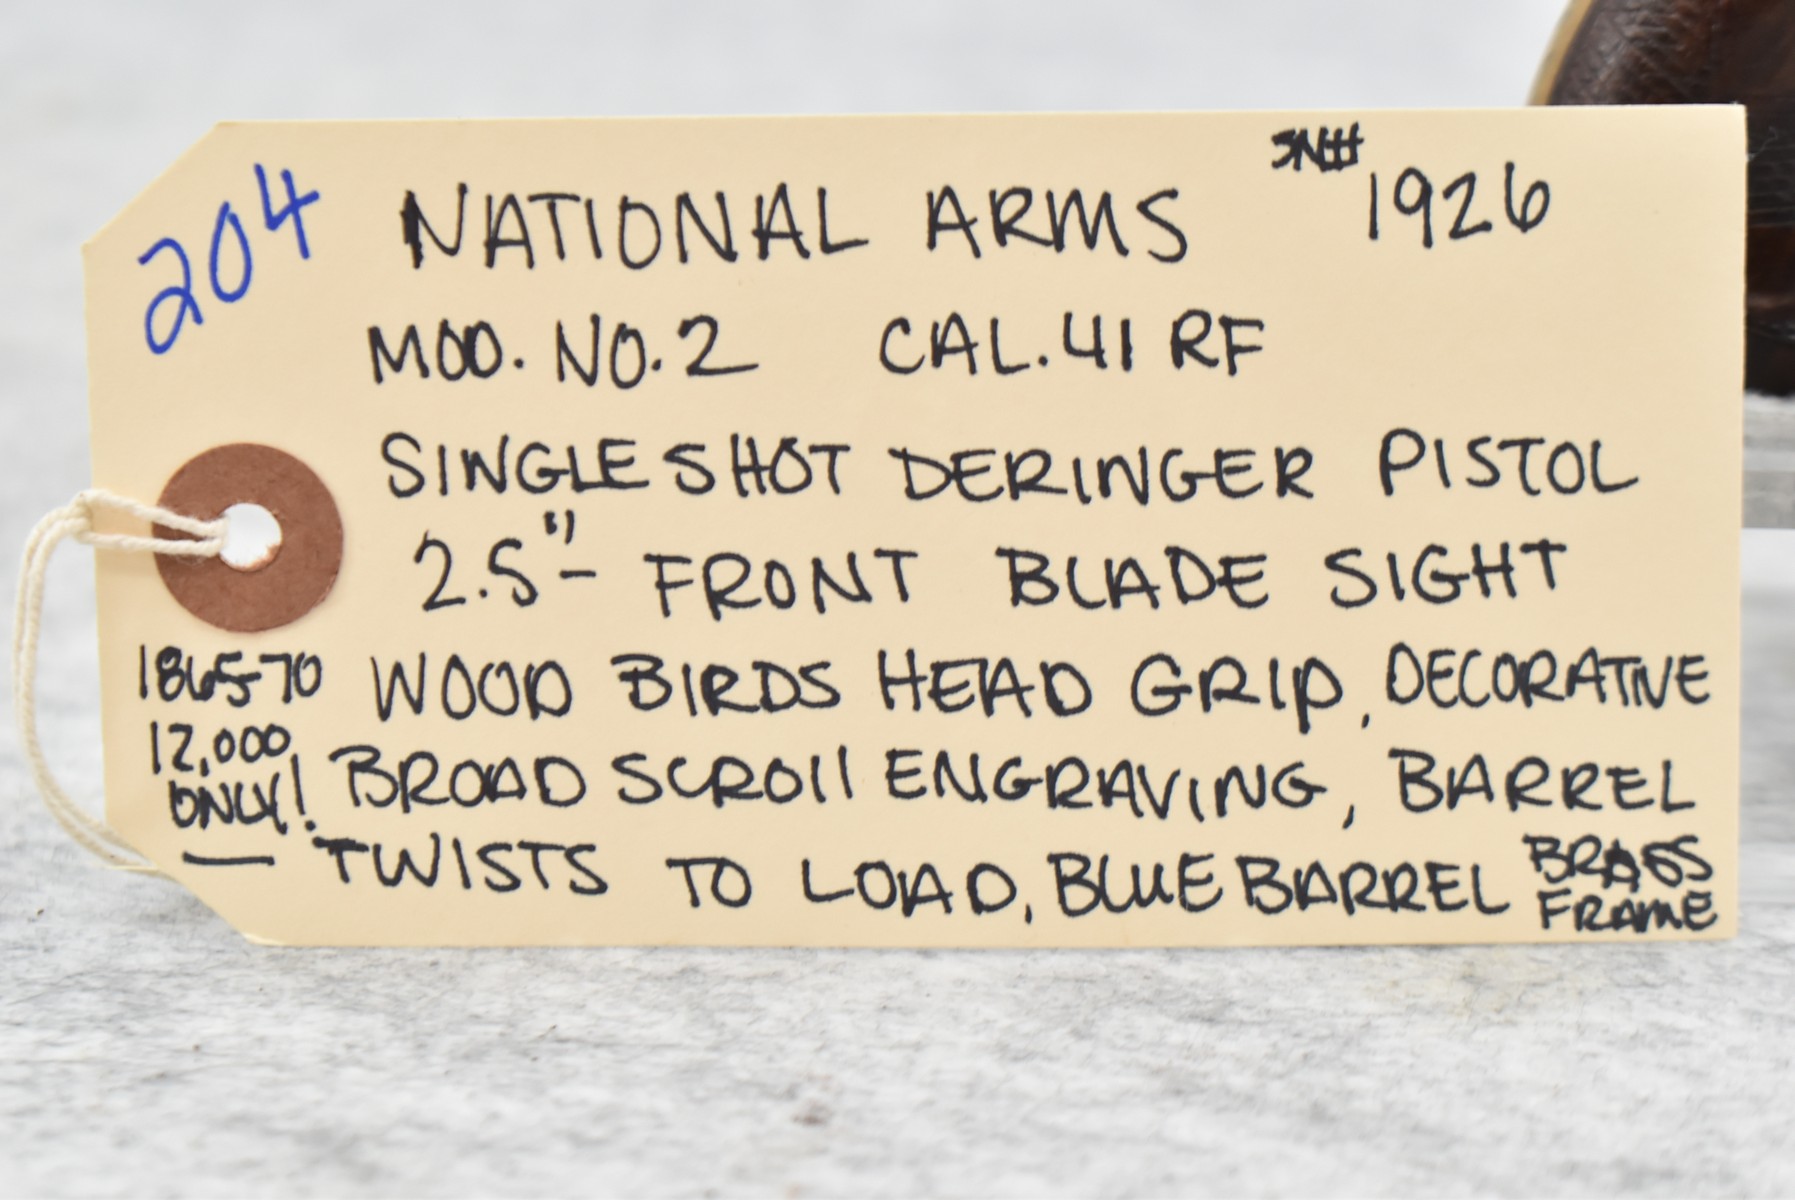 204
NATIONAL ARMS SN# 1926
MOD. NO. 2 CAL. 41 RF
SINGLE SHOT DERINGER PISTOL
2.5" - FRONT BLADE SIGHT
WOOD BIRDS HEAD GRIP, DECORATIVE
BROAD SCROll ENGRAVING, BARREL
TWISTS TO LOAD, BLUE BARREL BRASS
FRAME
1865-70
12,000
ONLY!
—